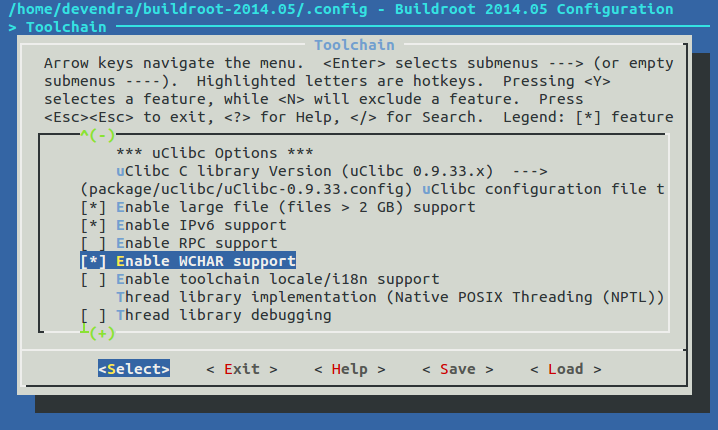 /home/devendra/buildroot-2014.05/.config - Buildroot 2014.05 Configuration
> Toolchain
Toolchain
Arrow keys navigate the menu.  <Enter> selects submenus ---> (or empty
submenus ----).  Highlighted letters are hotkeys.  Pressing <Y>
selectes a feature, while <N> will exclude a feature.  Press
<Esc><Esc> to exit, <?> for Help, </> for Search.  Legend: [*] feature
^(-)
*** uClibc Options ***
uClibc C library Version (uClibc 0.9.33.x)  --->
(package/uclibc/uClibc-0.9.33.config) uClibc configuration file t
[*] Enable large file (files > 2 GB) support
[*] Enable IPv6 support
[ ] Enable RPC support
[*] Enable WCHAR support
[ ] Enable toolchain locale/i18n support
Thread library implementation (Native POSIX Threading (NPTL))
[ ] Thread library debugging
┴(+)
<Select>    < Exit >    < Help >    < Save >    < Load >